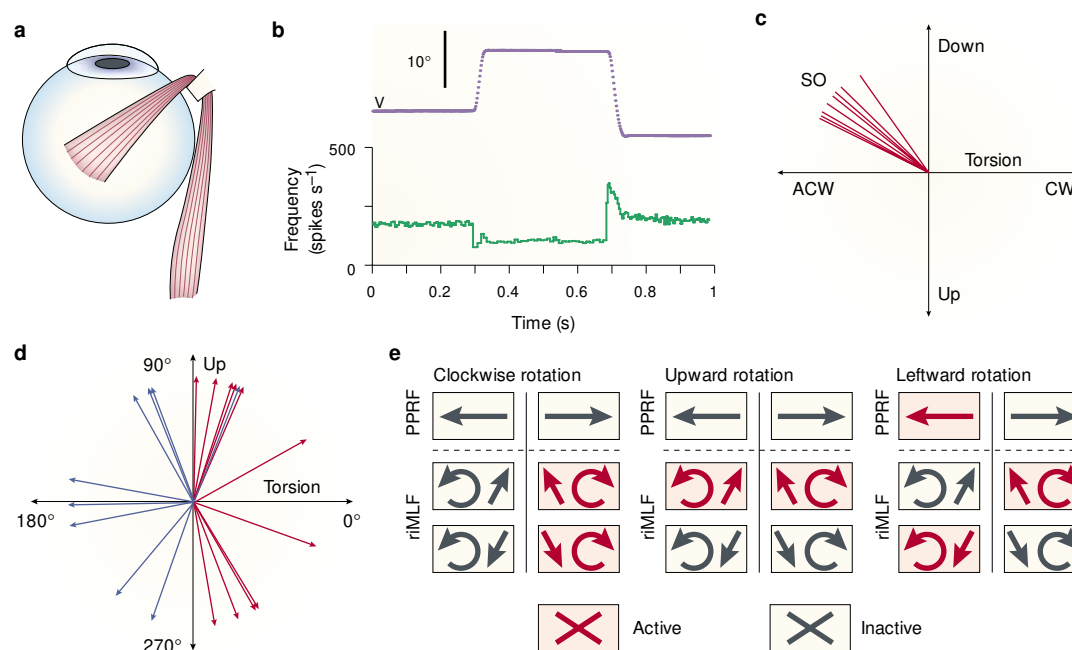 a
b
10°
V
500
0
Frequency
(spikes s⁻¹)
0
0.2
0.4
0.6
0.8
1
Time (s)
c
Down
SO
Torsion
ACW
CW
Up
d
90°
Up
Torsion
180°
0°
270°
e
Clockwise rotation
Upward rotation
Leftward rotation
PPRF
PPRF
PPRF
riMLF
riMLF
riMLF
Active
Inactive